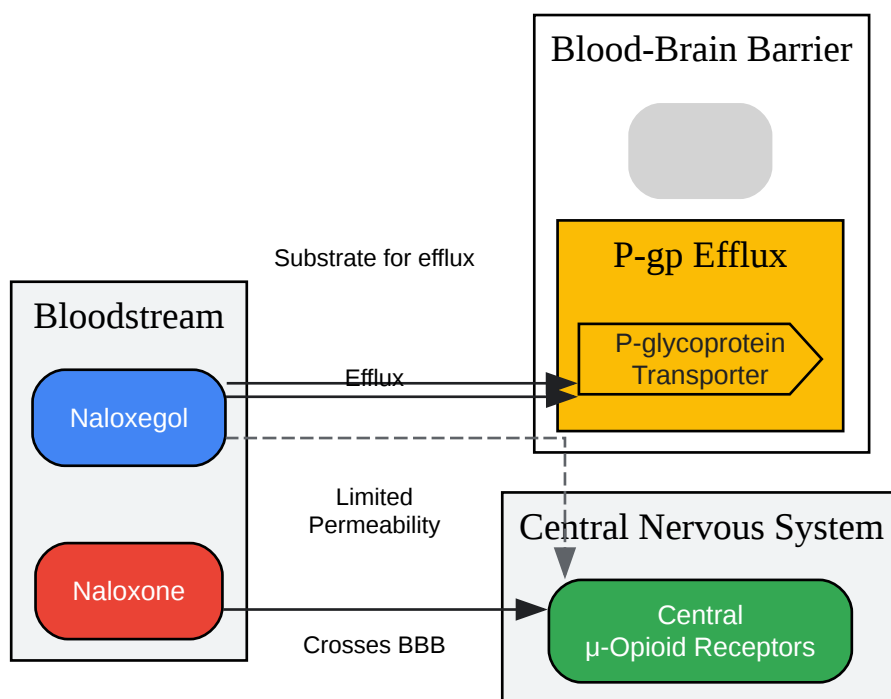 Blood-Brain Barrier
Substrate for efflux
P-gp Efflux
Bloodstream
P-glycoprotein
Transporter
Efflux
Naloxegol
Limited
Permeability
Central Nervous System
Naloxone
Central
μ-Opioid Receptors
Crosses BBB